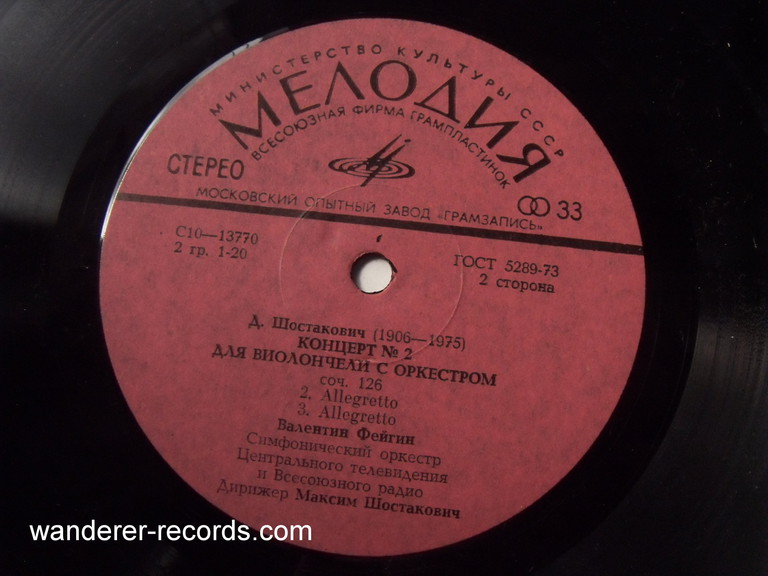 МИНИСТЕРСТВО КУЛЬТУРЫ СССР
МЕЛОДИЯ
ВСЕСОЮЗНАЯ ФИРМА ГРАМПЛАСТИНОК
СТЕРЕО
33
МОСКОВСКИЙ ОПЫТНЫЙ ЗАВОД «ГРАМЗАПИСЬ»
С10—13770
2 гр. 1-20
ГОСТ 5289-73
2 сторона
Д. Шостакович (1906—1975)
КОНЦЕРТ № 2
ДЛЯ ВИОЛОНЧЕЛИ С ОРКЕСТРОМ
соч. 126
2. Allegretto
3. Allegretto
Валентин Фейгин
Симфонический оркестр
Центрального телевидения
и Всесоюзного радио
Дирижер Максим Шостакович
wanderer-records.com